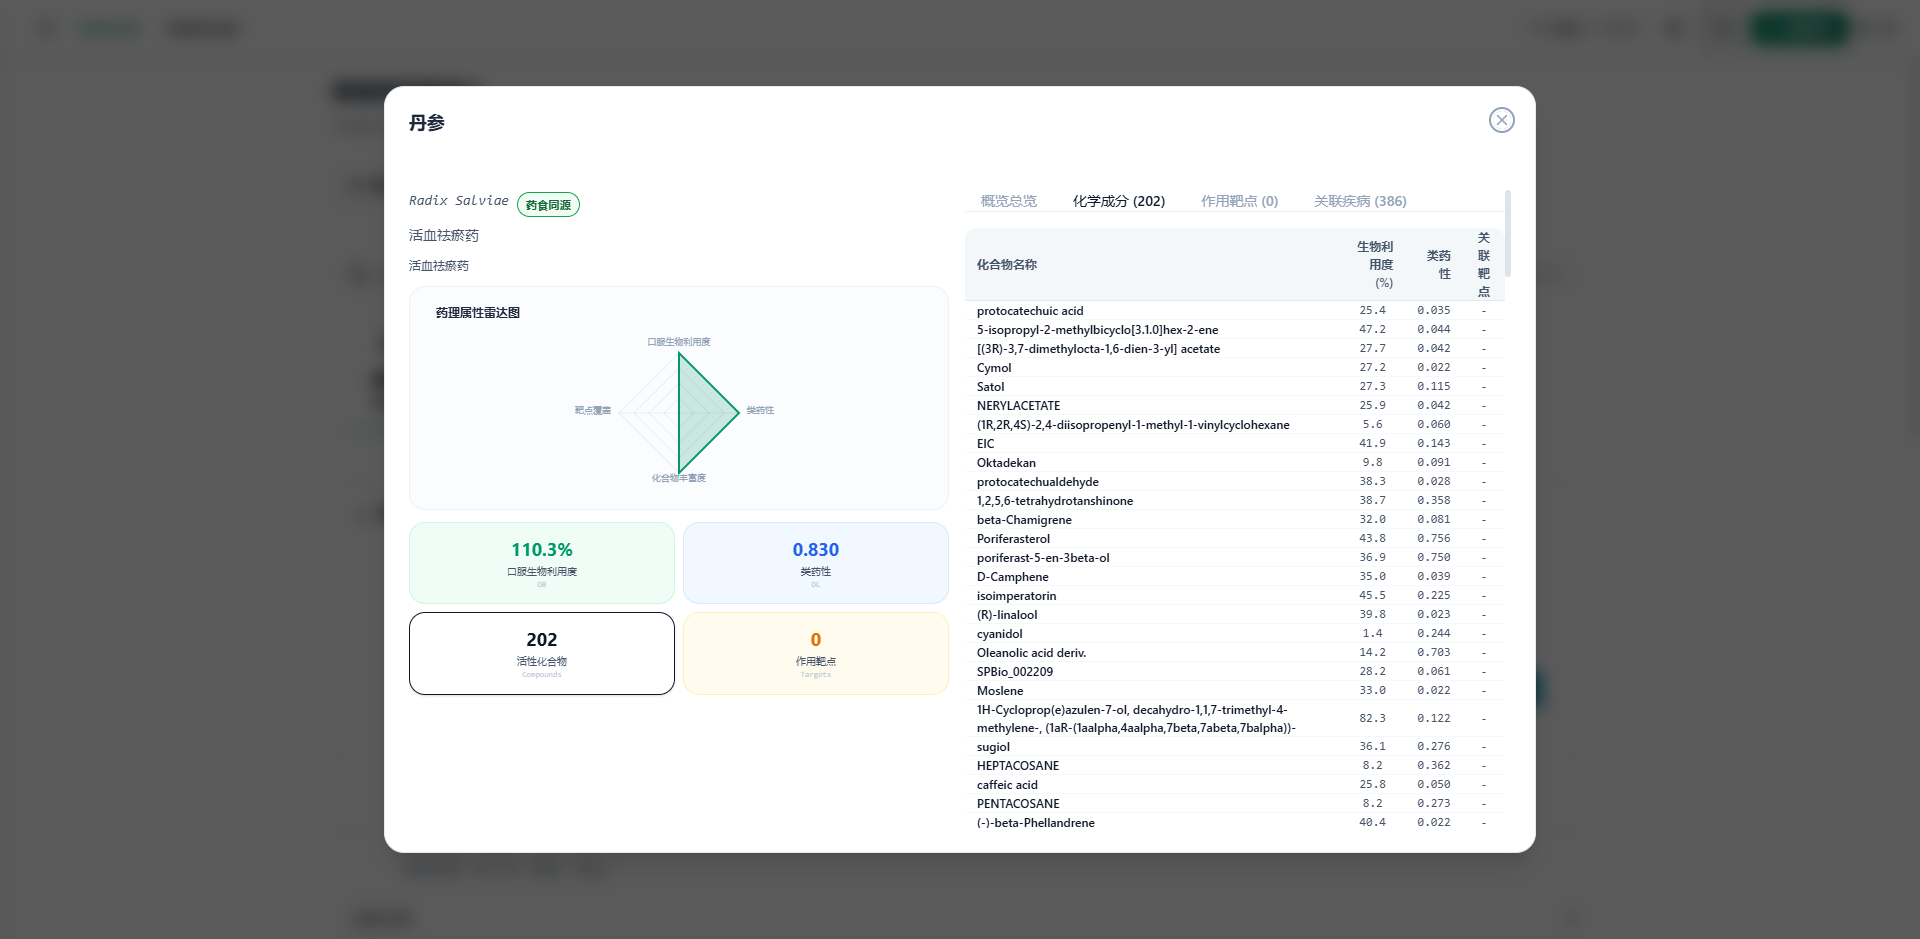 丹参
Radix Salviae 药食同源
活血祛瘀药
活血祛瘀药
药理属性雷达图
口服生物利用度
靶点覆盖
类药性
化合物丰富度
110.3%
口服生物利用度
OB
0.830
类药性
DL
202
活性化合物
Compounds
0
作用靶点
Targets
概览总览 化学成分 (202) 作用靶点 (0) 关联疾病 (386)
化合物名称 生物利用度 (%) 类药性 关联靶点
protocatechuic acid 25.4 0.035 -
5-isopropyl-2-methylbicyclo[3.1.0]hex-2-ene 47.2 0.044 -
[(3R)-3,7-dimethylocta-1,6-dien-3-yl] acetate 27.7 0.042 -
Cymol 27.2 0.022 -
Satol 27.3 0.115 -
NERYLACETATE 25.9 0.042 -
(1R,2R,4S)-2,4-diisopropenyl-1-methyl-1-vinylcyclohexane 5.6 0.060 -
EIC 41.9 0.143 -
Oktadekan 9.8 0.091 -
protocatechualdehyde 38.3 0.028 -
1,2,5,6-tetrahydrotanshinone 38.7 0.358 -
beta-Chamigrene 32.0 0.081 -
Poriferasterol 43.8 0.756 -
poriferast-5-en-3beta-ol 36.9 0.750 -
D-Camphene 35.0 0.039 -
isoimperatorin 45.5 0.225 -
(R)-linalool 39.8 0.023 -
cyanidol 1.4 0.244 -
Oleanolic acid deriv. 14.2 0.703 -
SPBio_002209 28.2 0.061 -
Moslene 33.0 0.022 -
1H-Cycloprop(e)azulen-7-ol, decahydro-1,1,7-trimethyl-4-
methylene-, (1aR-(1aalpha,4aalpha,7beta,7abeta,7balpha))- 82.3 0.122 -
sugiol 36.1 0.276 -
HEPTACOSANE 8.2 0.362 -
caffeic acid 25.8 0.050 -
PENTACOSANE 8.2 0.273 -
(-)-beta-Phellandrene 40.4 0.022 -